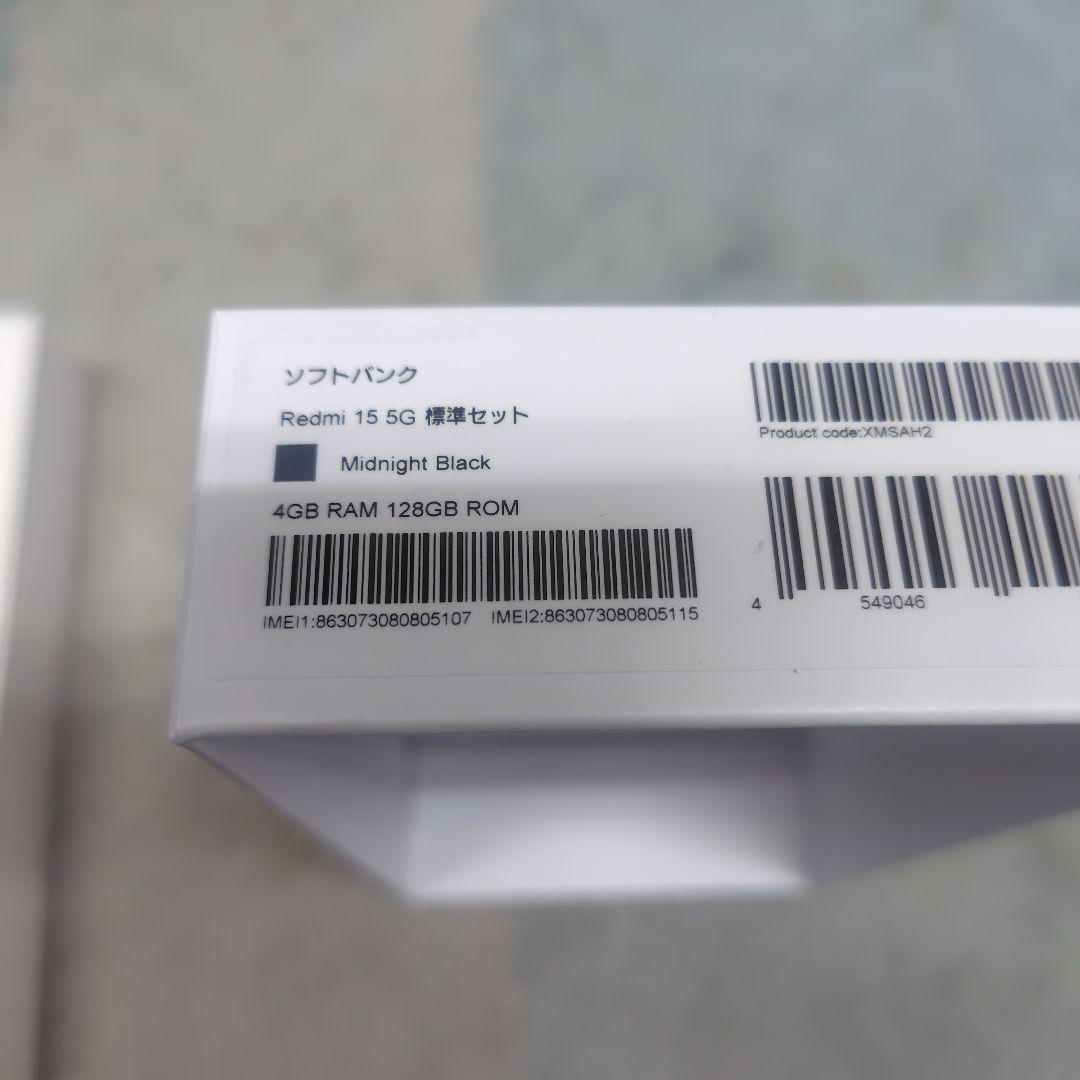 ソフトバンク
Redmi 15 5G 標準セット
Midnight Black
4GB RAM 128GB ROM
IMEI1:863073080805107 IMEI2:863073080805115
Product code:XMSAH2
4 549046